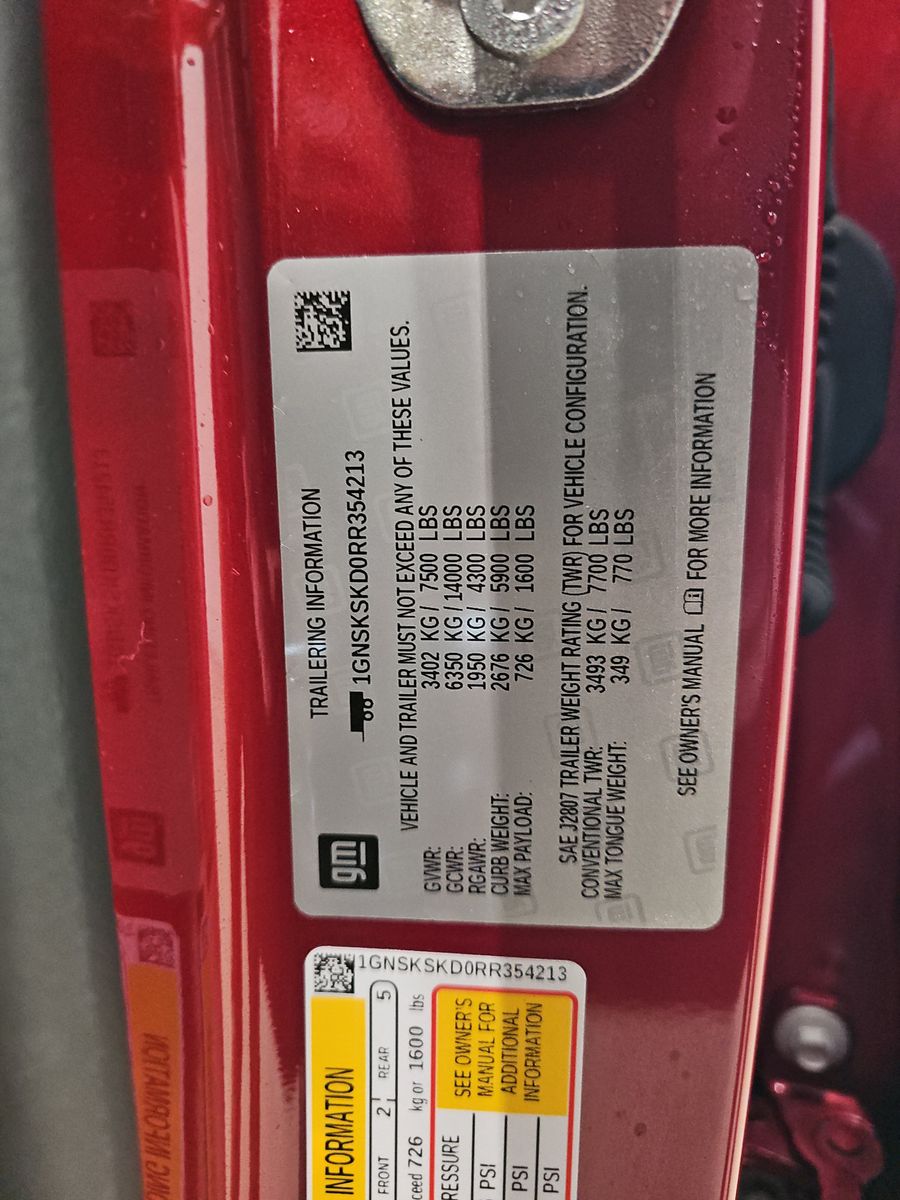 TRAILERING INFORMATION
gm
1GNSKSKD0RR354213
VEHICLE AND TRAILER MUST NOT EXCEED ANY OF THESE VALUES.
GVWR: 3402 KG / 7500 LBS
GCWR: 6350 KG / 14000 LBS
RGAWR: 1950 KG / 4300 LBS
CURB WEIGHT: 2676 KG / 5900 LBS
MAX PAYLOAD: 726 KG / 1600 LBS
SAE J2807 TRAILER WEIGHT RATING (TWR) FOR VEHICLE CONFIGURATION.
CONVENTIONAL TWR: 3493 KG / 7700 LBS
MAX TONGUE WEIGHT: 349 KG / 770 LBS
SEE OWNER'S MANUAL FOR MORE INFORMATION
1GNSKSKD0RR354213
INFORMATION
FRONT 2 REAR 5
726 kg or 1600 lbs
SEE OWNER'S
MANUAL FOR
ADDITIONAL
INFORMATION
PSI
PSI
PSI